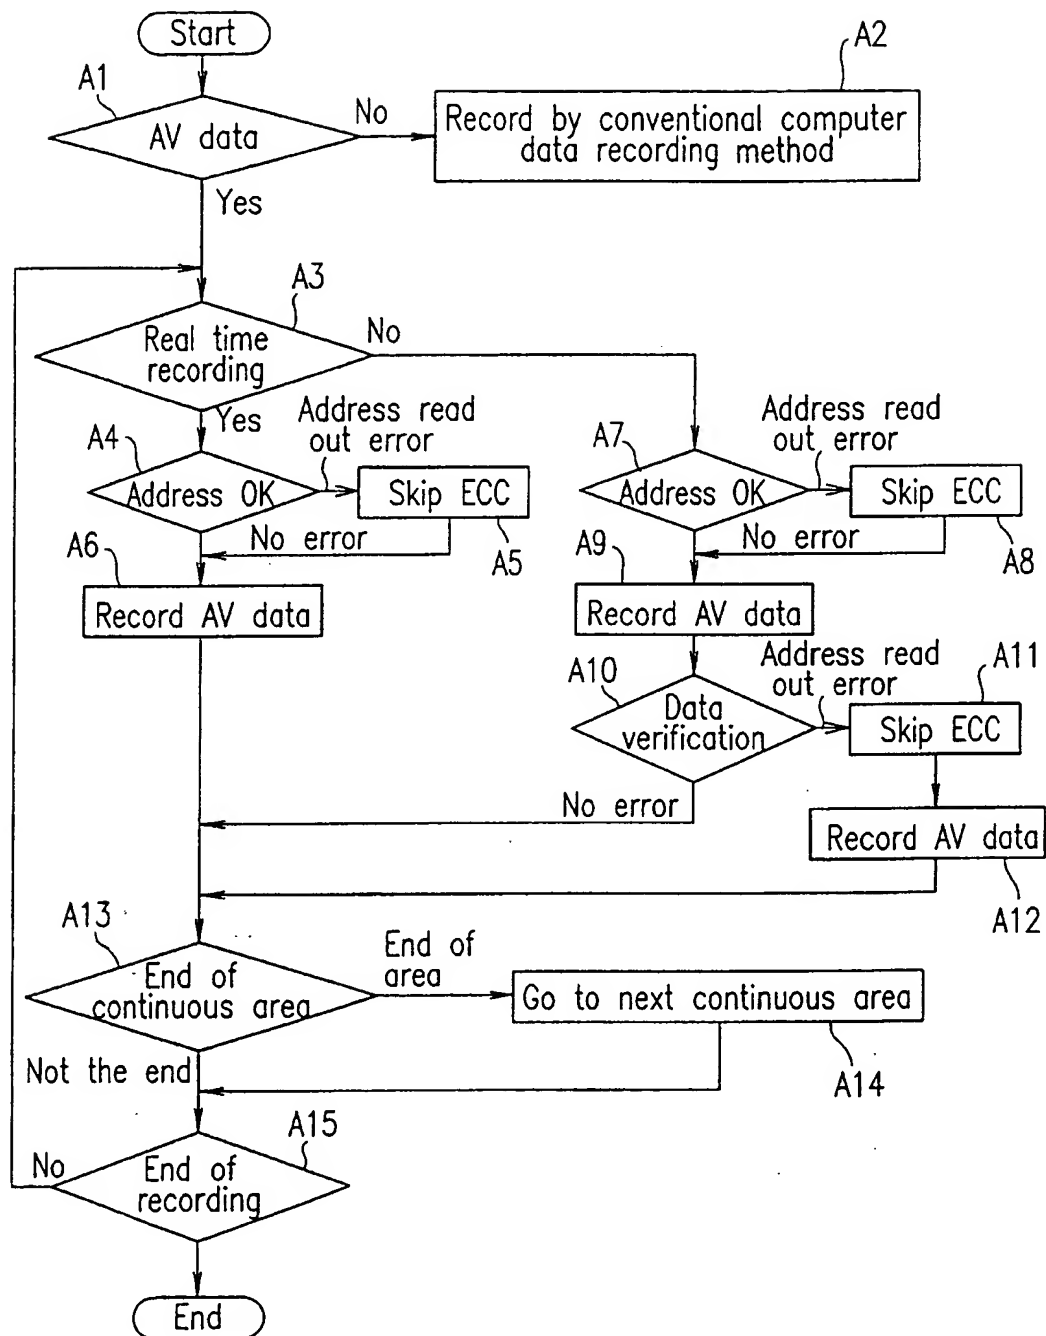 Start
A1
A2
AV data
No
Record by conventional computer
data recording method
Yes
A3
Real time
recording
No
Yes
Address read
out error
A4
Address OK
Skip ECC
A5
No error
A6
Record AV data
A7
Address read
out error
Address OK
Skip ECC
A8
No error
A9
Record AV data
A10
Address read
out error
A11
Data
verification
Skip ECC
No error
Record AV data
A12
A13
End of
continuous area
End of
area
Go to next continuous area
A14
Not the end
A15
No
End of
recording
End